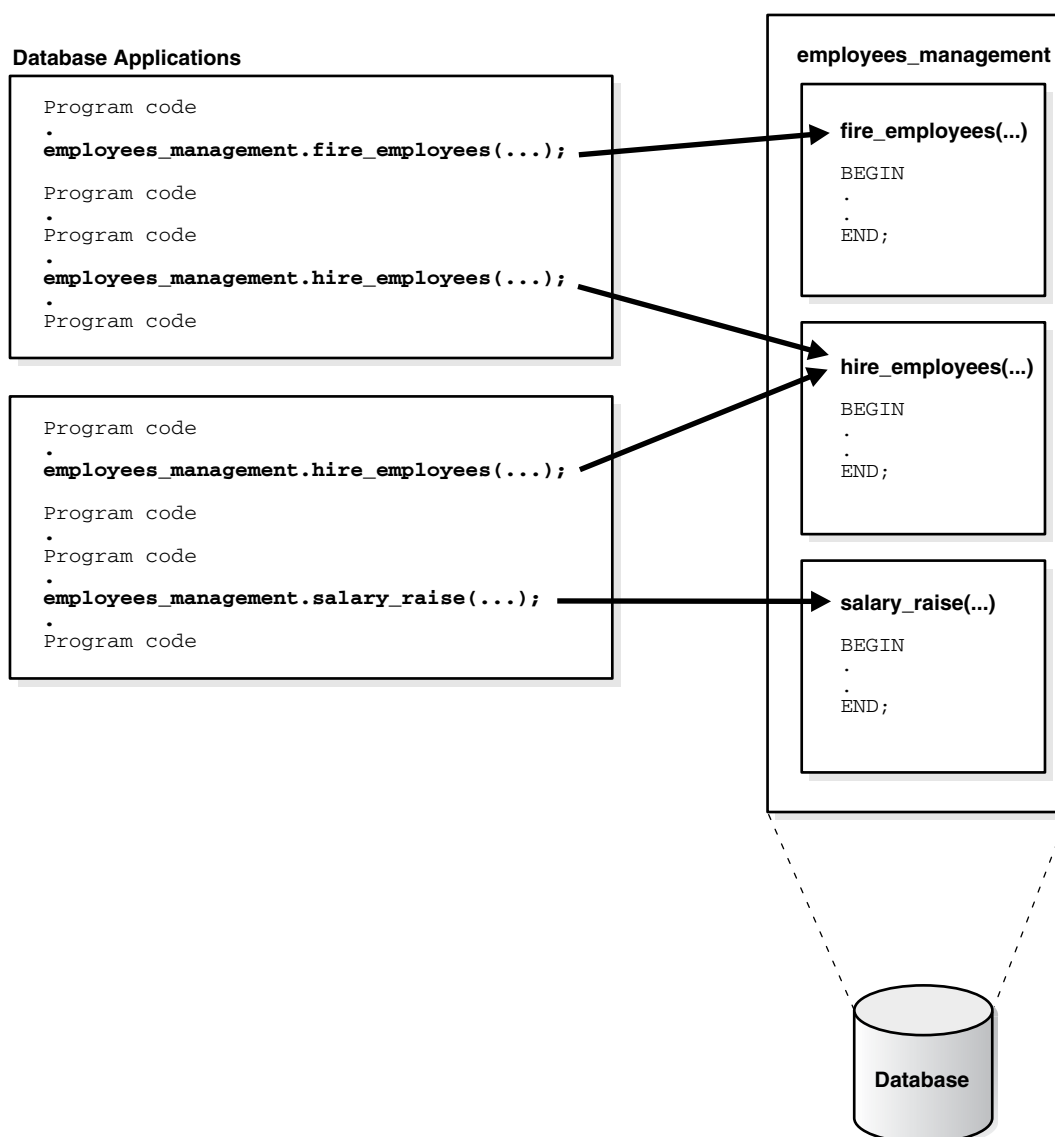 Database Applications
Program code
.
employees_management.fire_employees(...);
Program code
.
Program code
.
employees_management.hire_employees(...);
.
Program code
Program code
.
employees_management.hire_employees(...);
Program code
.
Program code
.
employees_management.salary_raise(...);
.
Program code
employees_management
fire_employees(...)
BEGIN
.
.
END;
hire_employees(...)
BEGIN
.
.
END;
salary_raise(...)
BEGIN
.
.
END;
Database